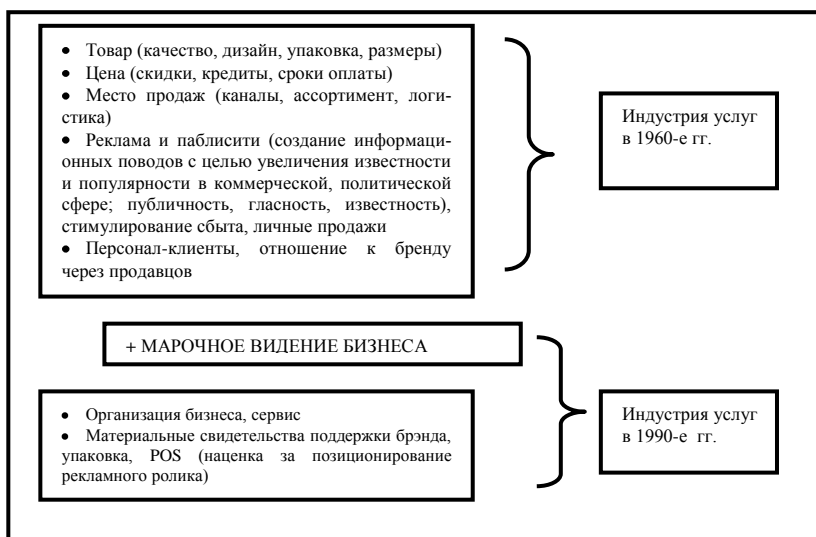 • Товар (качество, дизайн, упаковка, размеры)
• Цена (скидки, кредиты, сроки оплаты)
• Место продаж (каналы, ассортимент, логи-
стика)
• Реклама и паблисити (создание информаци-
онных поводов с целью увеличения известности
и популярности в коммерческой, политической
сфере; публичность, гласность, известность),
стимулирование сбыта, личные продажи
• Персонал-клиенты, отношение к бренду
через продавцов
Индустрия услуг
в 1960-е гг.
+ МАРОЧНОЕ ВИДЕНИЕ БИЗНЕСА
• Организация бизнеса, сервис
• Материальные свидетельства поддержки брэнда,
упаковка, POS (наценка за позиционирование
рекламного ролика)
Индустрия услуг
в 1990-е гг.